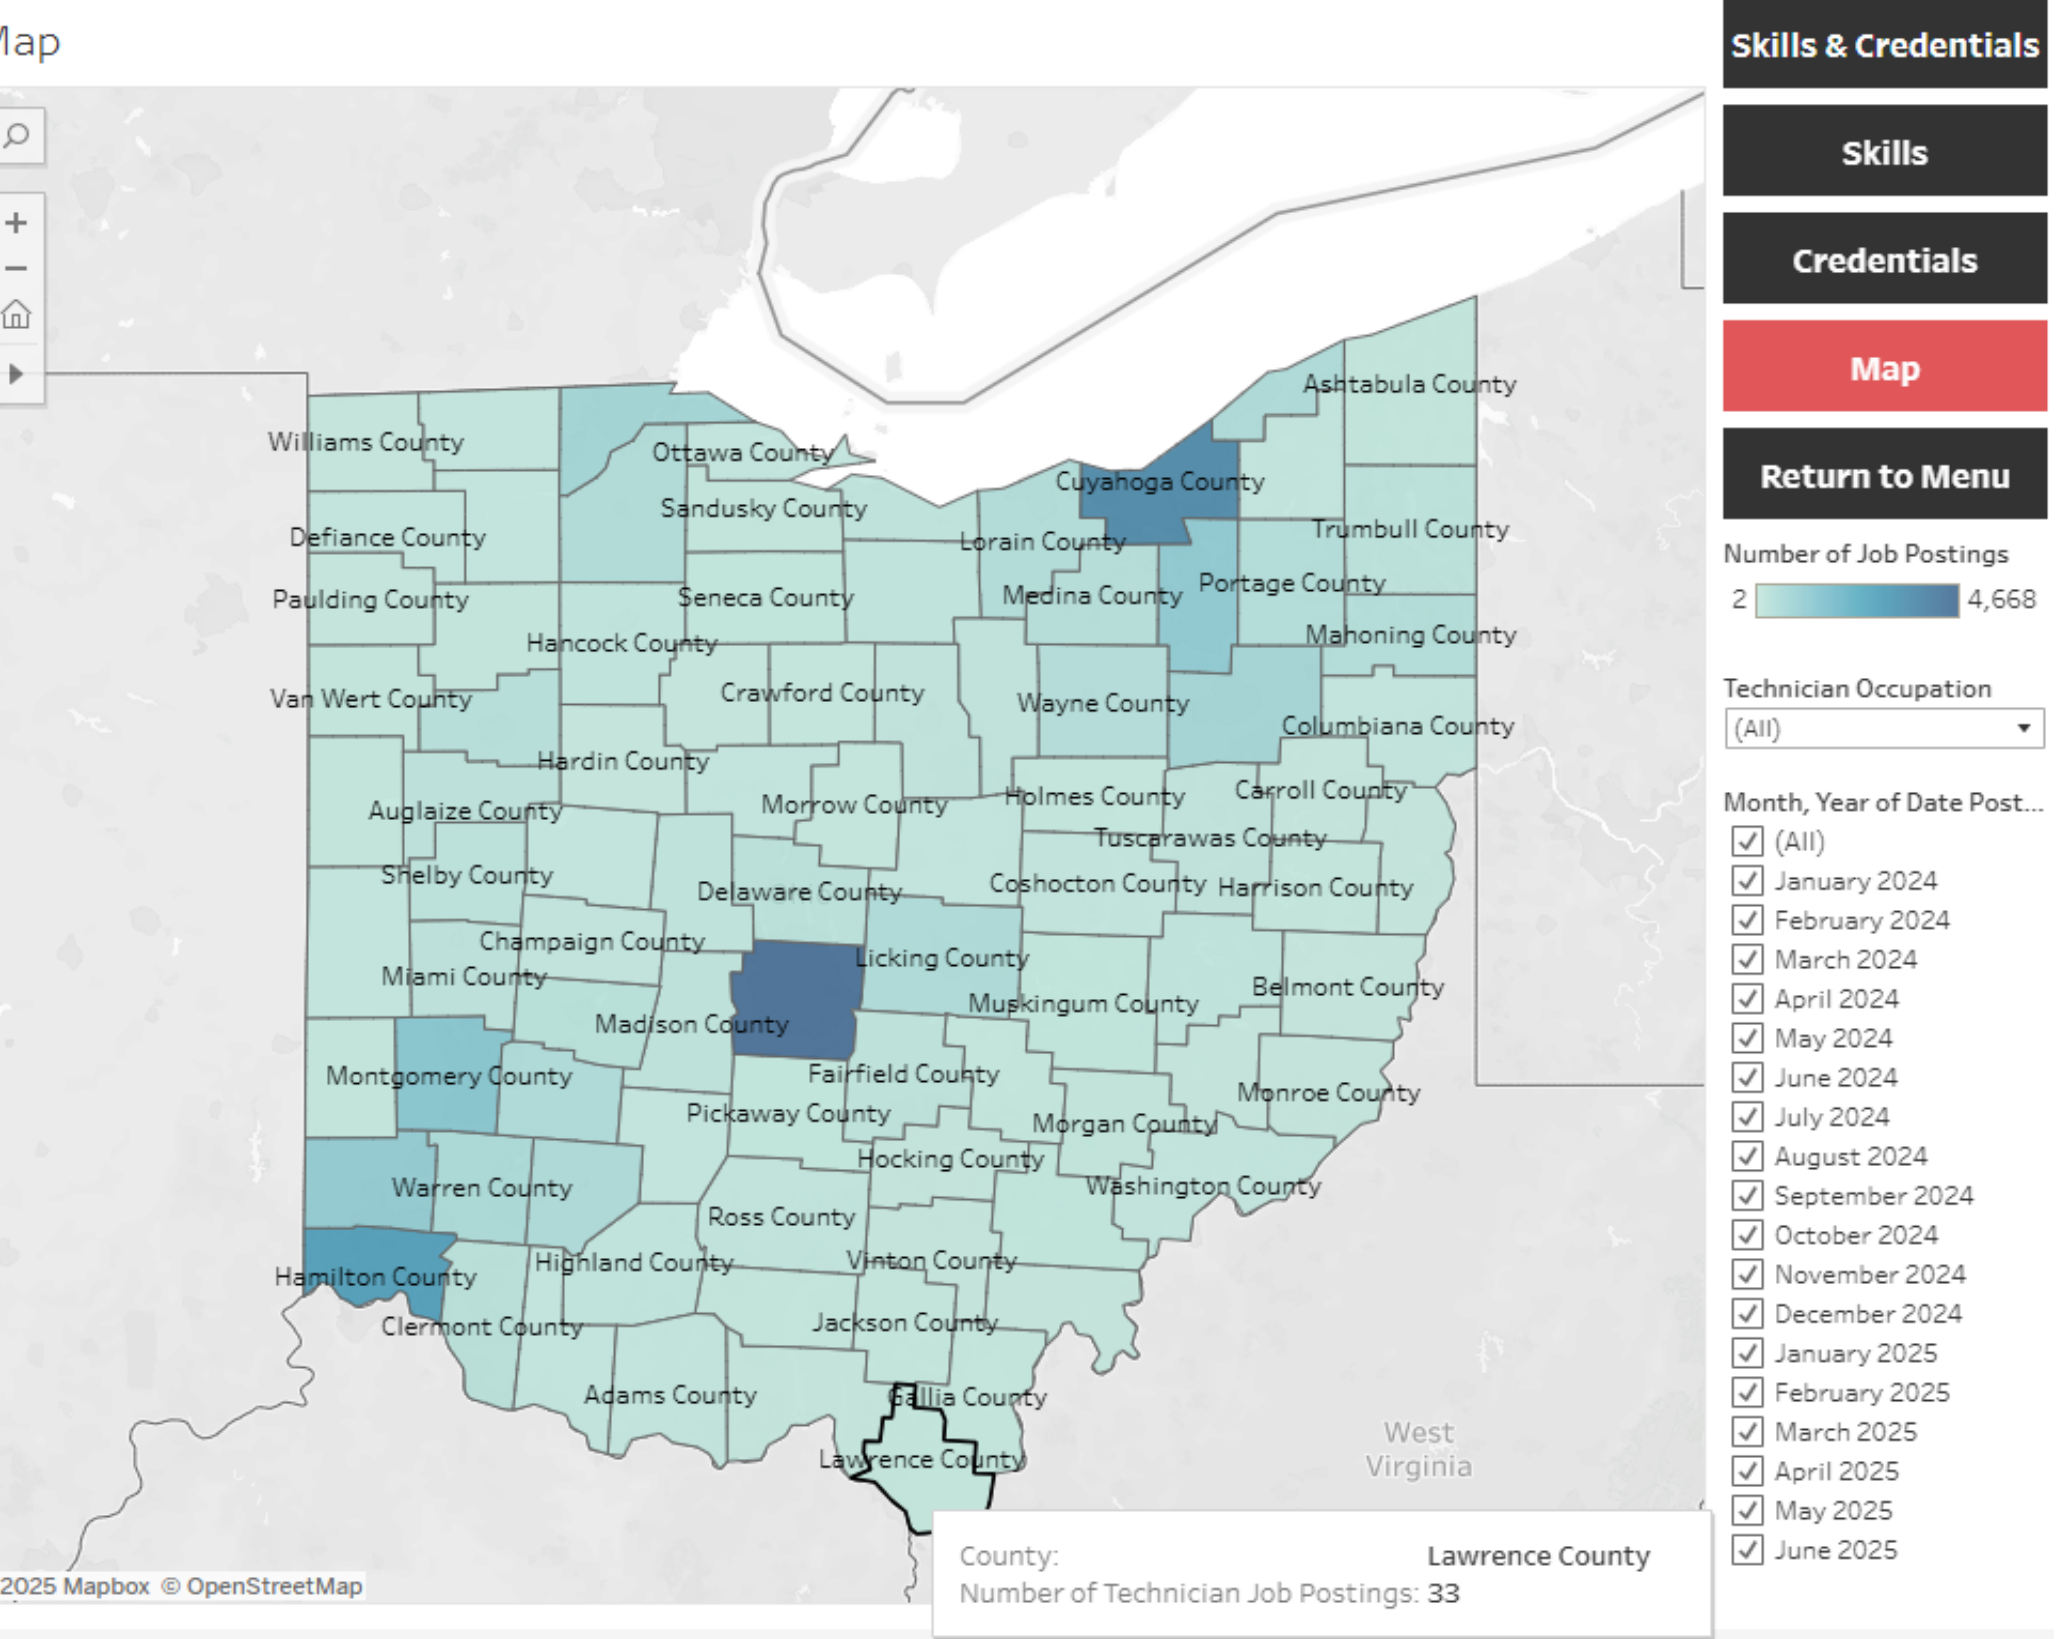 Map
Skills & Credentials
Skills
Credentials
Map
Return to Menu
Number of Job Postings
2
4,668
Technician Occupation
(All)
Month, Year of Date Post...
(All)
January 2024
February 2024
March 2024
April 2024
May 2024
June 2024
July 2024
August 2024
September 2024
October 2024
November 2024
December 2024
January 2025
February 2025
March 2025
April 2025
May 2025
June 2025
Ashtabula County
Williams County
Ottawa County
Cuyahoga County
Sandusky County
Trumbull County
Defiance County
Lorain County
Portage County
Paulding County
Seneca County
Medina County
Mahoning County
Hancock County
Van Wert County
Crawford County
Wayne County
Columbiana County
Hardin County
Auglaize County
Morrow County
Holmes County
Carroll County
Tuscarawas County
Shelby County
Delaware County
Coshocton County
Harrison County
Champaign County
Licking County
Miami County
Muskingum County
Belmont County
Madison County
Montgomery County
Fairfield County
Monroe County
Pickaway County
Morgan County
Hocking County
Warren County
Washington County
Ross County
Highland County
Vinton County
Hamilton County
Clermont County
Jackson County
Adams County
Gallia County
Lawrence County
West
Virginia
County: Lawrence County
Number of Technician Job Postings: 33
2025 Mapbox © OpenStreetMap